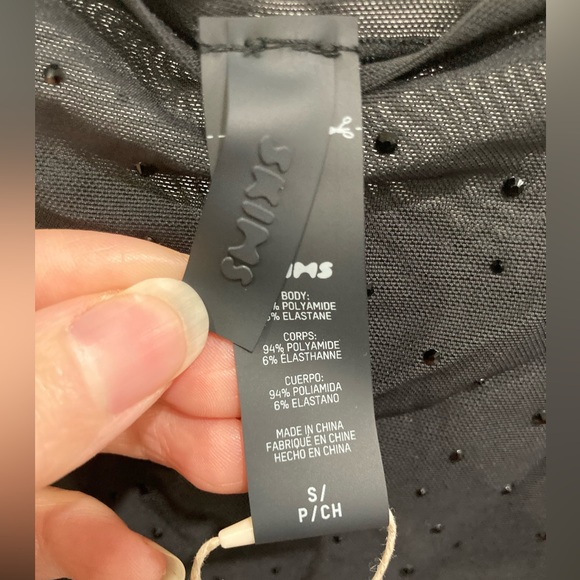 SKIMS
BODY:
% POLYAMIDE
% ELASTANE
CORPS:
94% POLYAMIDE
6% ÉLASTHANNE
CUERPO:
94% POLIAMIDA
6% ELASTANO
MADE IN CHINA
FABRIQUÉ EN CHINE
HECHO EN CHINA
S/
P/CH